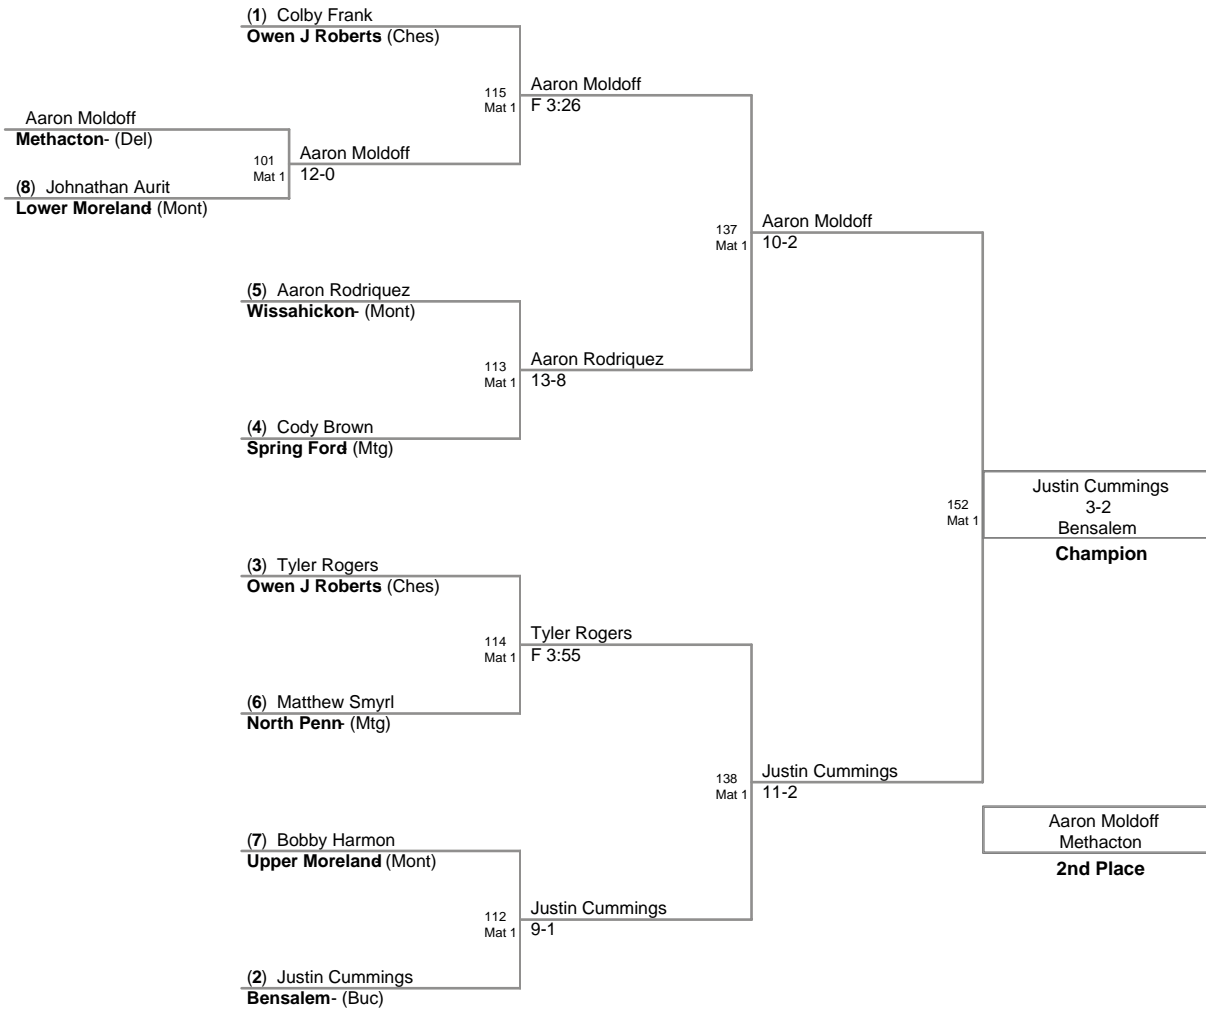 (1) Colby Frank
Owen J Roberts (Ches)
115
Mat 1
Aaron Moldoff
F 3:26
Aaron Moldoff
Methacton- (Del)
101
Mat 1
Aaron Moldoff
12-0
(8) Johnathan Aurit
Lower Moreland- (Mont)
137
Mat 1
Aaron Moldoff
10-2
(5) Aaron Rodriquez
Wissahickon- (Mont)
113
Mat 1
Aaron Rodriquez
13-8
(4) Cody Brown
Spring Ford- (Mtg)
152
Mat 1
Justin Cummings
3-2
Bensalem
Champion
(3) Tyler Rogers
Owen J Roberts (Ches)
114
Mat 1
Tyler Rogers
F 3:55
(6) Matthew Smyrl
North Penn- (Mtg)
138
Mat 1
Justin Cummings
11-2
Aaron Moldoff
Methacton
2nd Place
(7) Bobby Harmon
Upper Moreland- (Mont)
112
Mat 1
Justin Cummings
9-1
(2) Justin Cummings
Bensalem- (Buc)